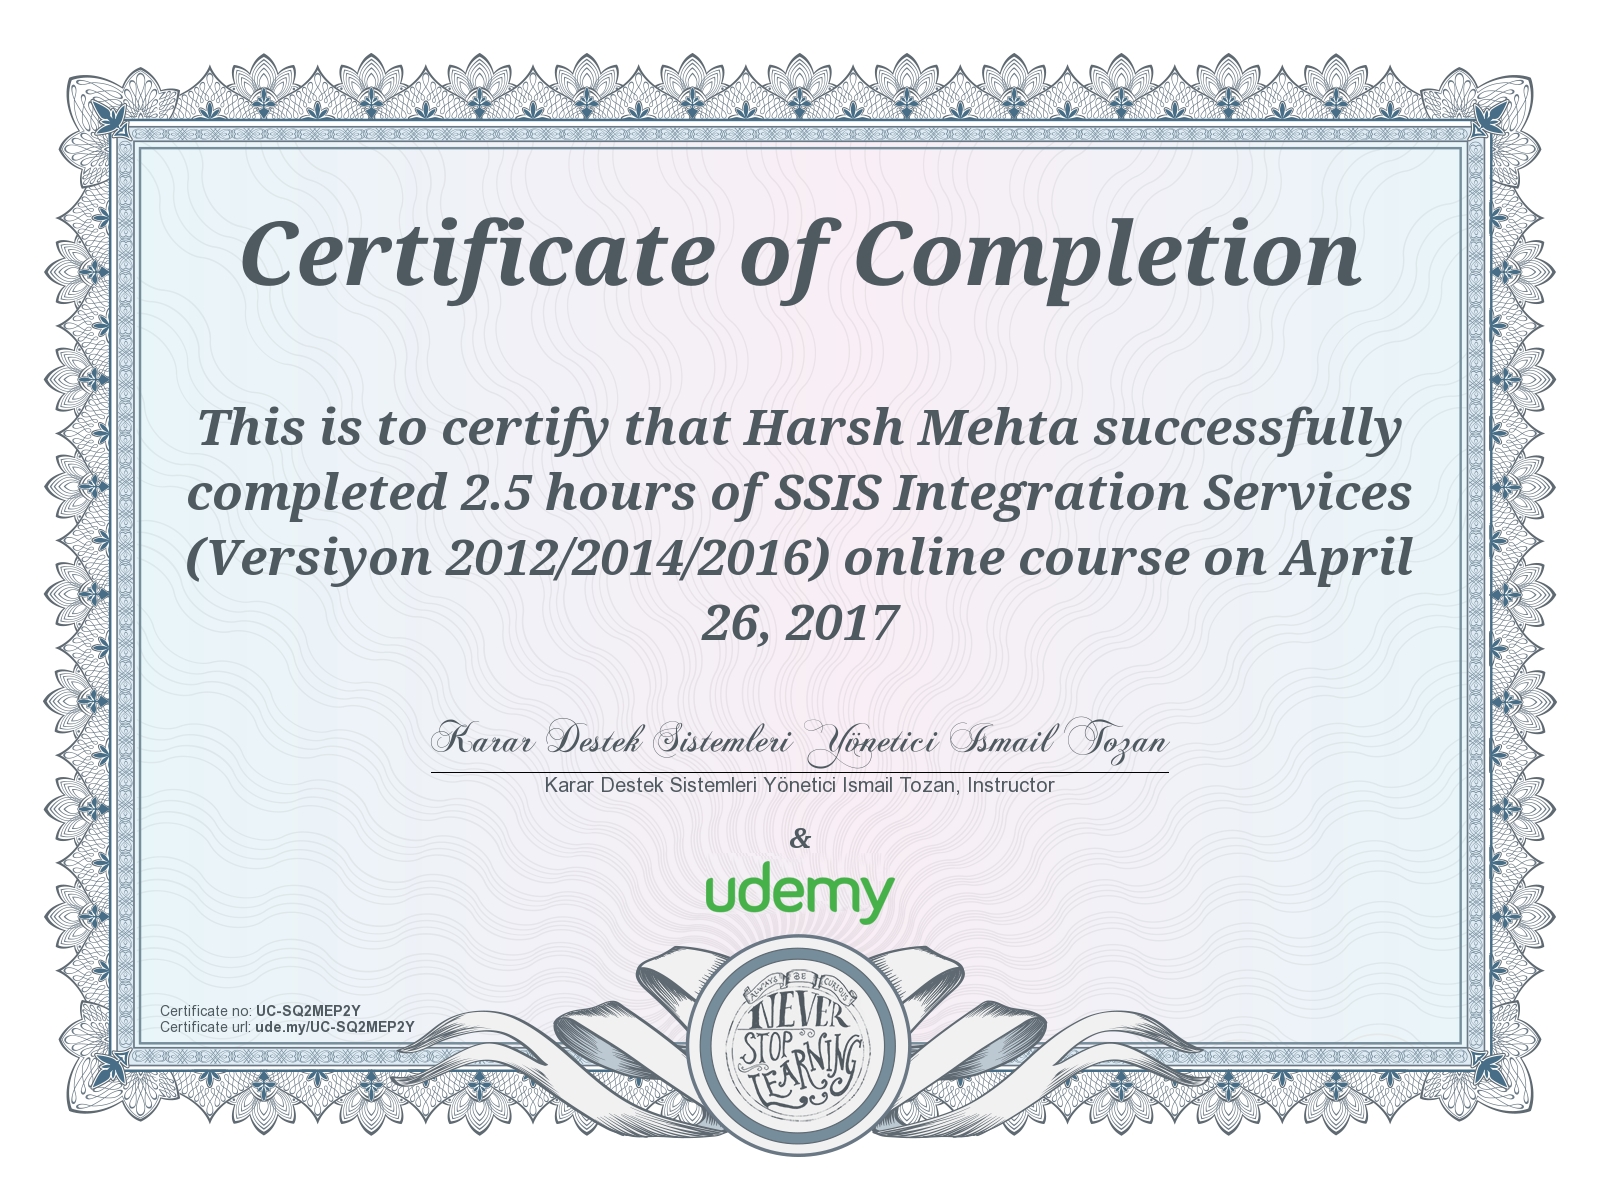 Certificate of Completion
This is to certify that Harsh Mehta successfully
completed 2.5 hours of SSIS Integration Services
(Versiyon 2012/2014/2016) online course on April
26, 2017
Karar Destek Sistemleri Yönetici Ismail Tozan
Karar Destek Sistemleri Yönetici Ismail Tozan, Instructor
&
udemy
Certificate no: UC-SQ2MEP2Y
Certificate url: ude.my/UC-SQ2MEP2Y
ALWAYS BE CURIOUS
NEVER
STOP
LEARNING